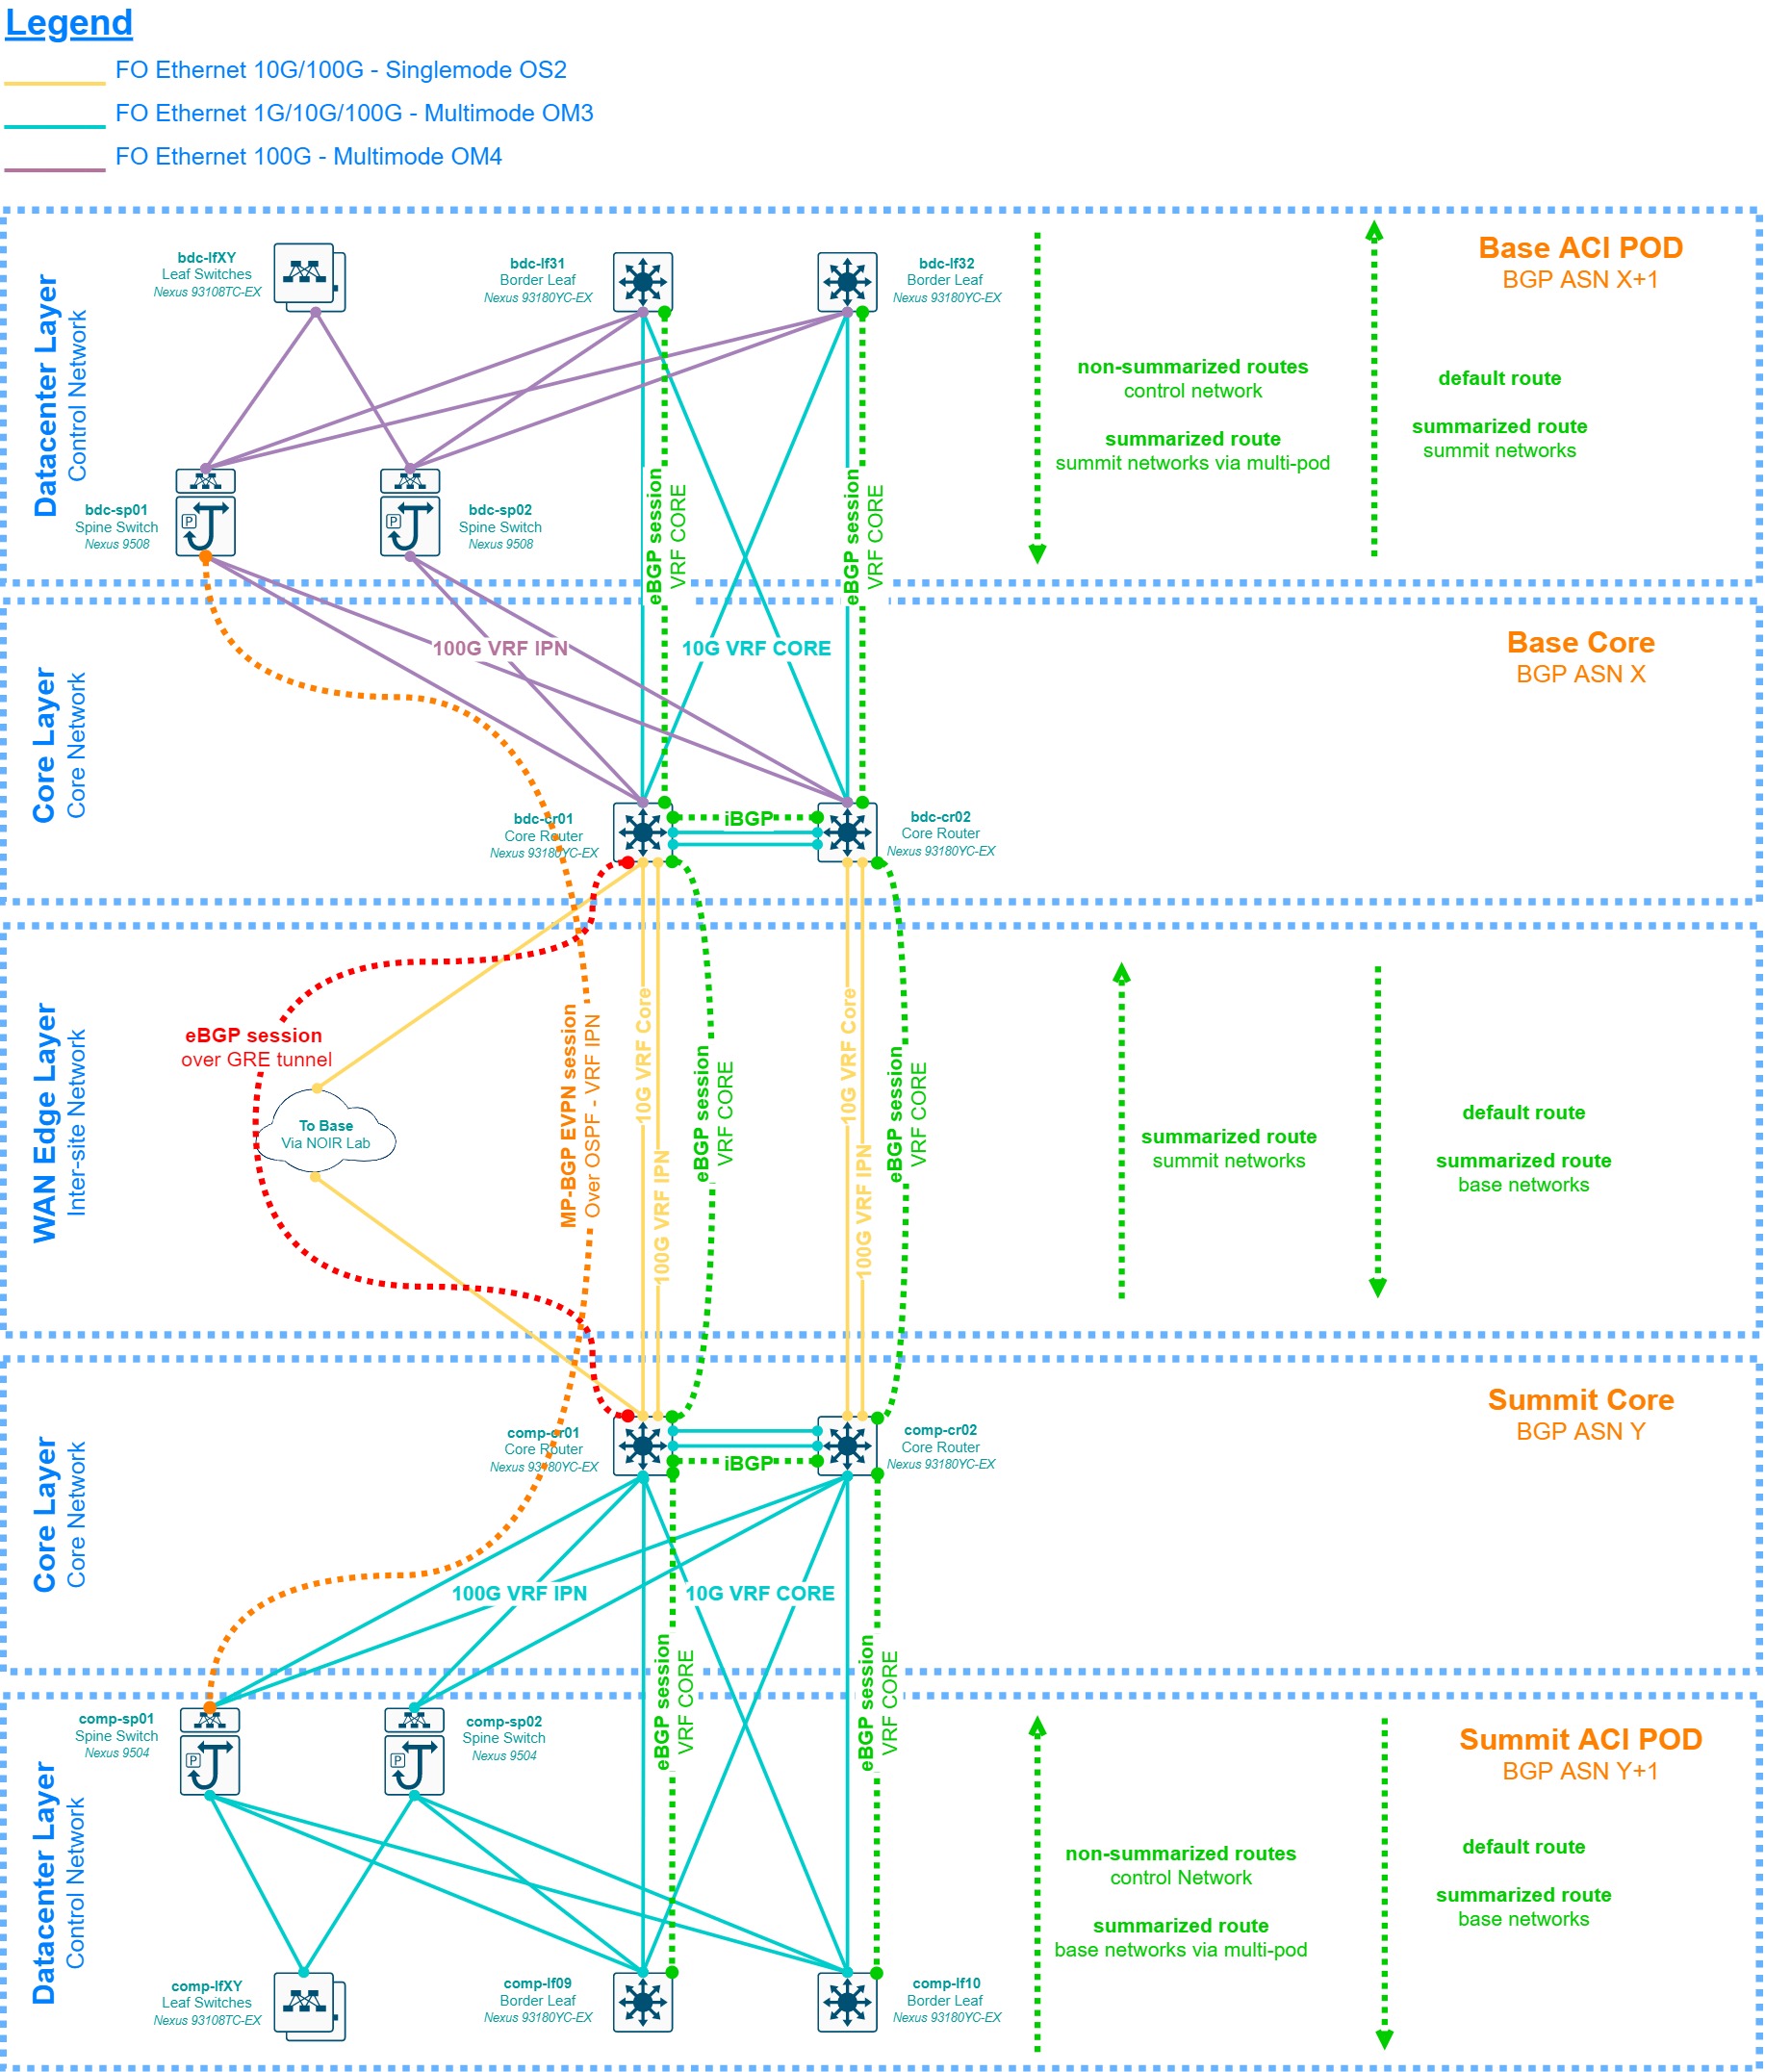 Legend
FO Ethernet 10G/100G - Singlemode OS2
FO Ethernet 1G/10G/100G - Multimode OM3
FO Ethernet 100G - Multimode OM4
Datacenter Layer
Control Network
bdc-lfXY
Leaf Switches
Nexus 93108TC-EX
bdc-lf31
Border Leaf
Nexus 93180YC-EX
bdc-lf32
Border Leaf
Nexus 93180YC-EX
Base ACI POD
BGP ASN X+1
non-summarized routes
control network
summarized route
summit networks via multi-pod
default route
summarized route
summit networks
bdc-sp01
Spine Switch
Nexus 9508
P
bdc-sp02
Spine Switch
Nexus 9508
P
eBGP session
VRF CORE
eBGP session
VRF CORE
Core Layer
Core Network
100G VRF IPN
10G VRF CORE
Base Core
BGP ASN X
bdc-cr01
Core Router
Nexus 93180YC-EX
iBGP
bdc-cr02
Core Router
Nexus 93180YC-EX
WAN Edge Layer
Inter-site Network
eBGP session
over GRE tunnel
To Base
Via NOIR Lab
MP-BGP EVPN session
Over OSPF - VRF IPN
10G VRF Core
100G VRF IPN
eBGP session
VRF CORE
10G VRF Core
100G VRF IPN
eBGP session
VRF CORE
summarized route
summit networks
default route
summarized route
base networks
Core Layer
Core Network
Summit Core
BGP ASN Y
comp-cr01
Core Router
Nexus 93180YC-EX
iBGP
comp-cr02
Core Router
Nexus 93180YC-EX
100G VRF IPN
10G VRF CORE
eBGP session
VRF CORE
eBGP session
VRF CORE
Datacenter Layer
Control Network
comp-sp01
Spine Switch
Nexus 9504
P
comp-sp02
Spine Switch
Nexus 9504
P
Summit ACI POD
BGP ASN Y+1
non-summarized routes
control Network
summarized route
base networks via multi-pod
default route
summarized route
base networks
comp-lfXY
Leaf Switches
Nexus 93108TC-EX
comp-lf09
Border Leaf
Nexus 93180YC-EX
comp-lf10
Border Leaf
Nexus 93180YC-EX